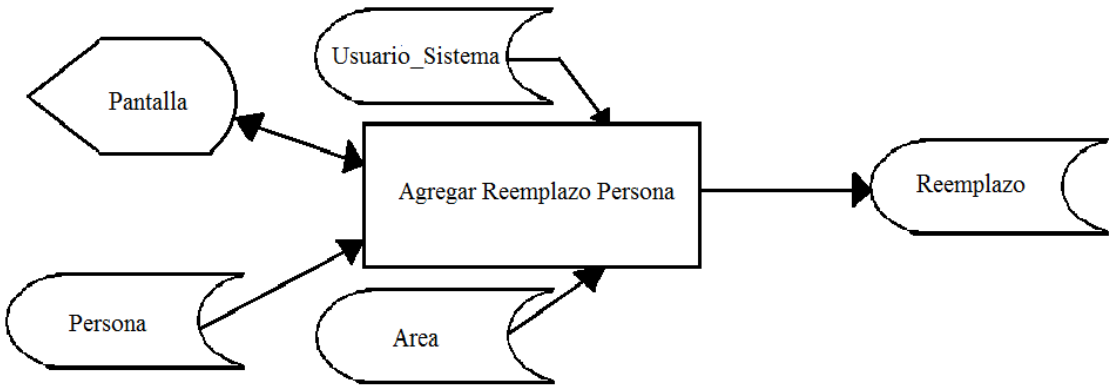 Usuario_Sistema
Pantalla
Agregar Reemplazo Persona
Reemplazo
Persona
Area